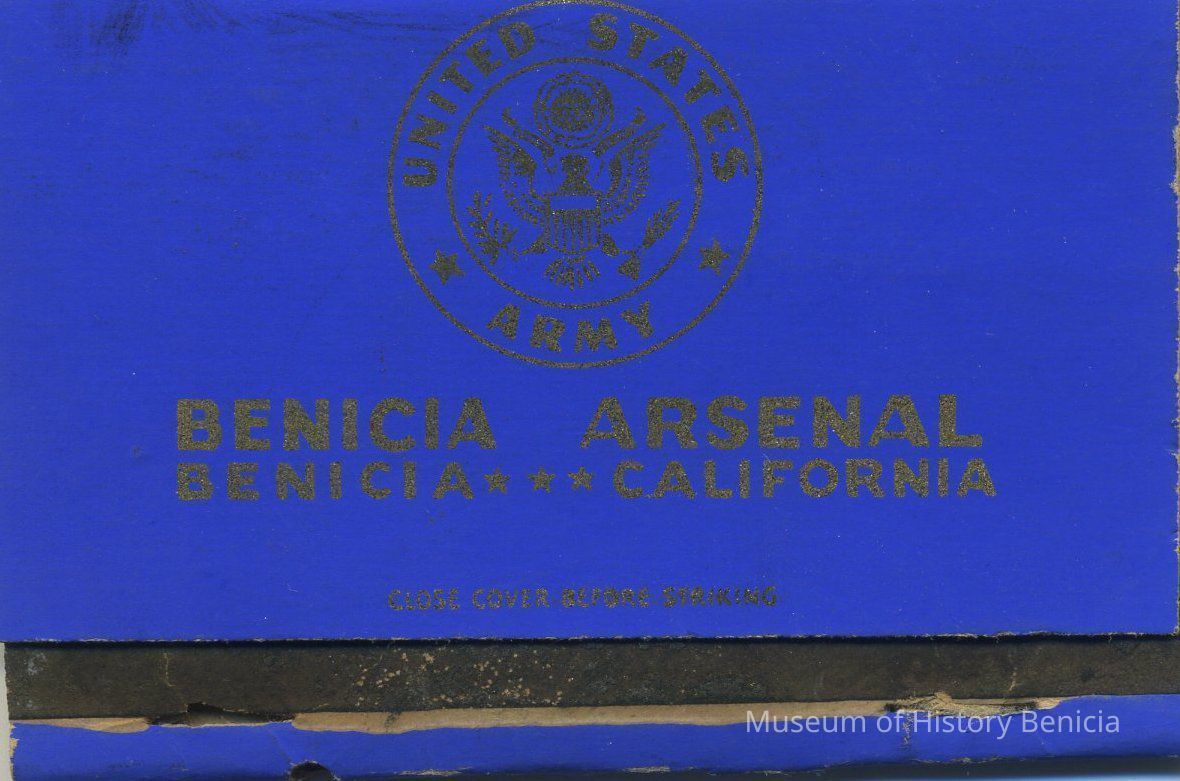 UNITED STATES
ARMY
BENICIA ARSENAL
BENICIA★★★CALIFORNIA
CLOSE COVER BEFORE STRIKING
Museum of History Benicia